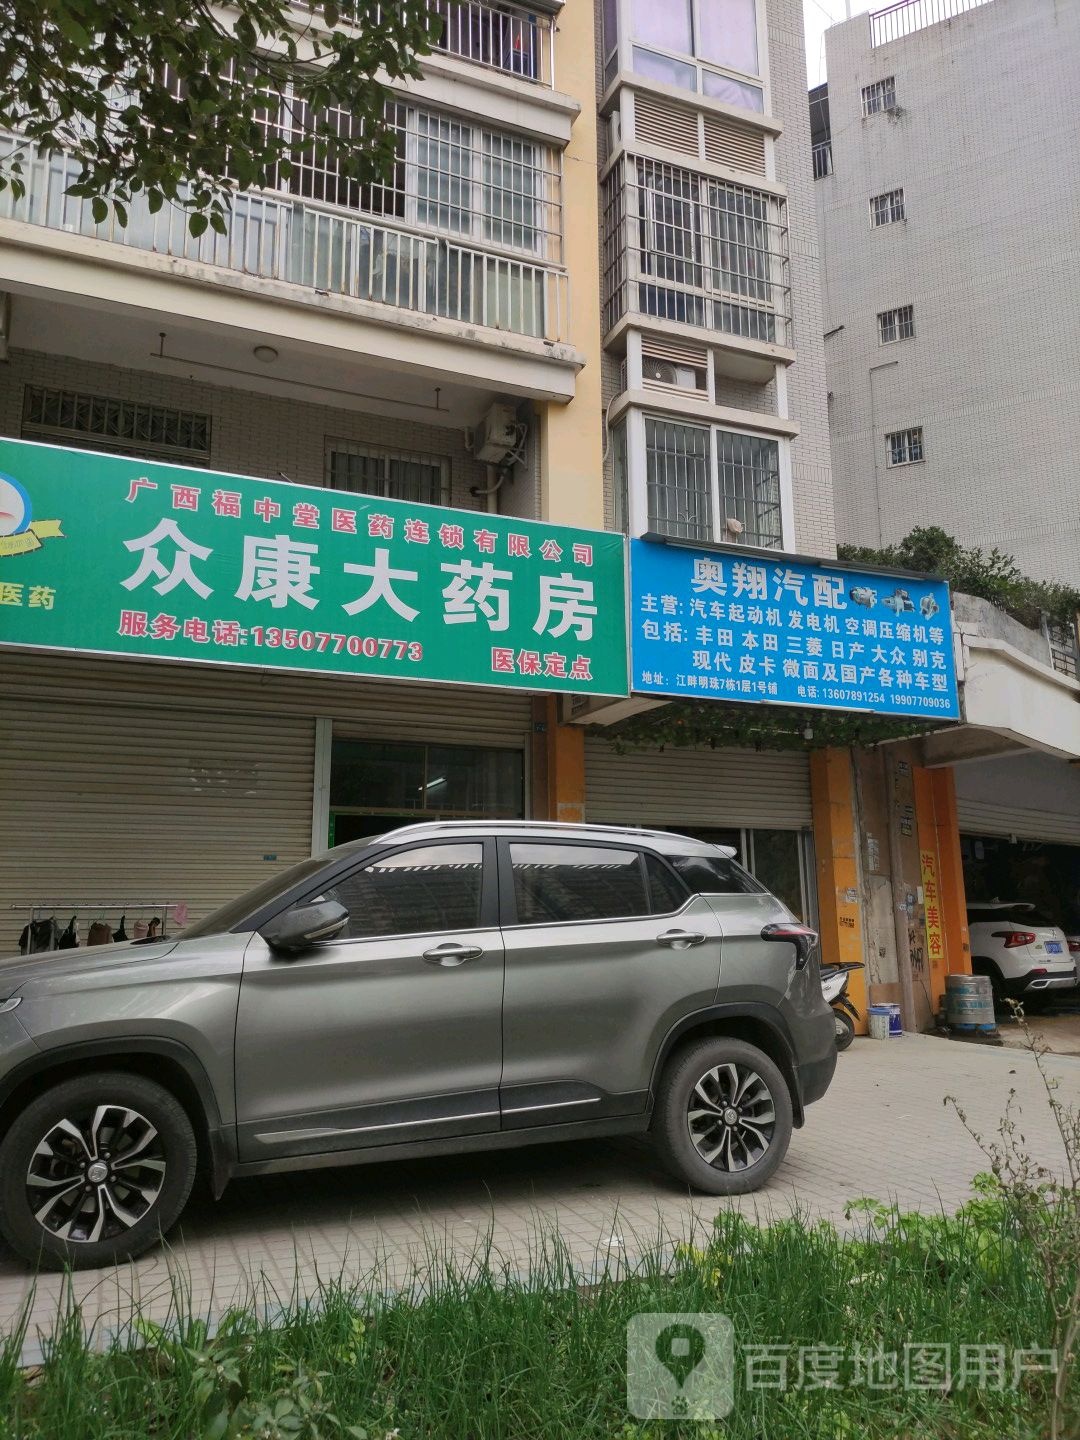 广西福中堂医药连锁有限公司
众康大药房
医药
服务电话:13507700773
医保定点
奥翔汽配
主营:汽车起动机 发电机 空调压缩机等
包括:丰田 本田 三菱 日产 大众 别克
现代 皮卡 微面及国产各种车型
地址:江畔明珠7栋1层1号铺 电话:13607891254 19907709036
汽车美容
百度地图用户